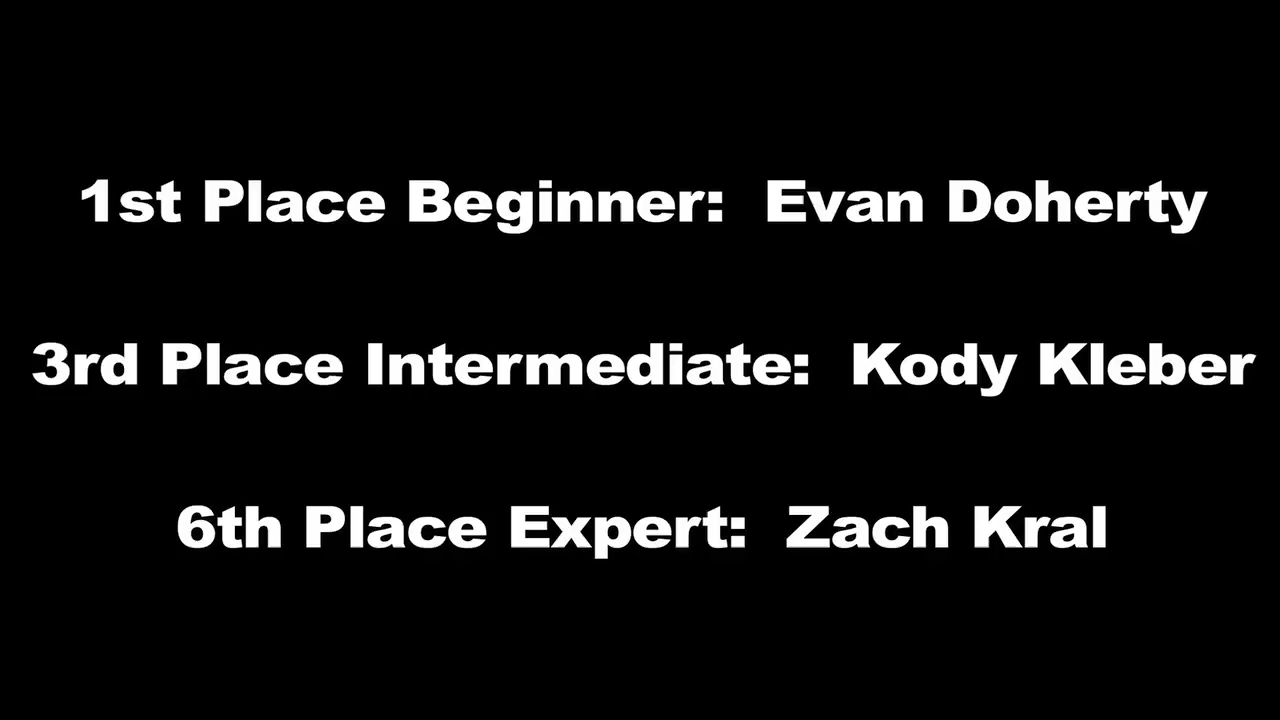 1st Place Beginner:  Evan Doherty
3rd Place Intermediate:  Kody Kleber
6th Place Expert:  Zach Kral